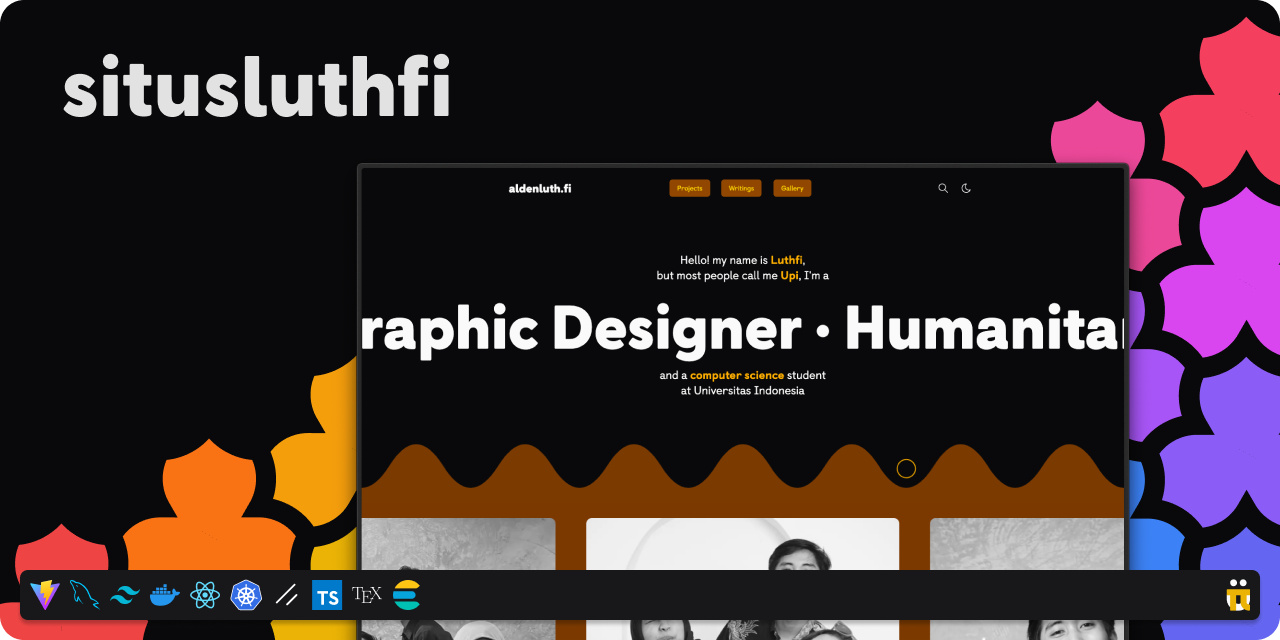 situsluthfi
aldenluth.fi
Projects
Writings
Gallery
Hello! my name is Luthfi,
but most people call me Upi, I'm a
raphic Designer • Humanita
and a computer science student
at Universitas Indonesia
TS
TEX